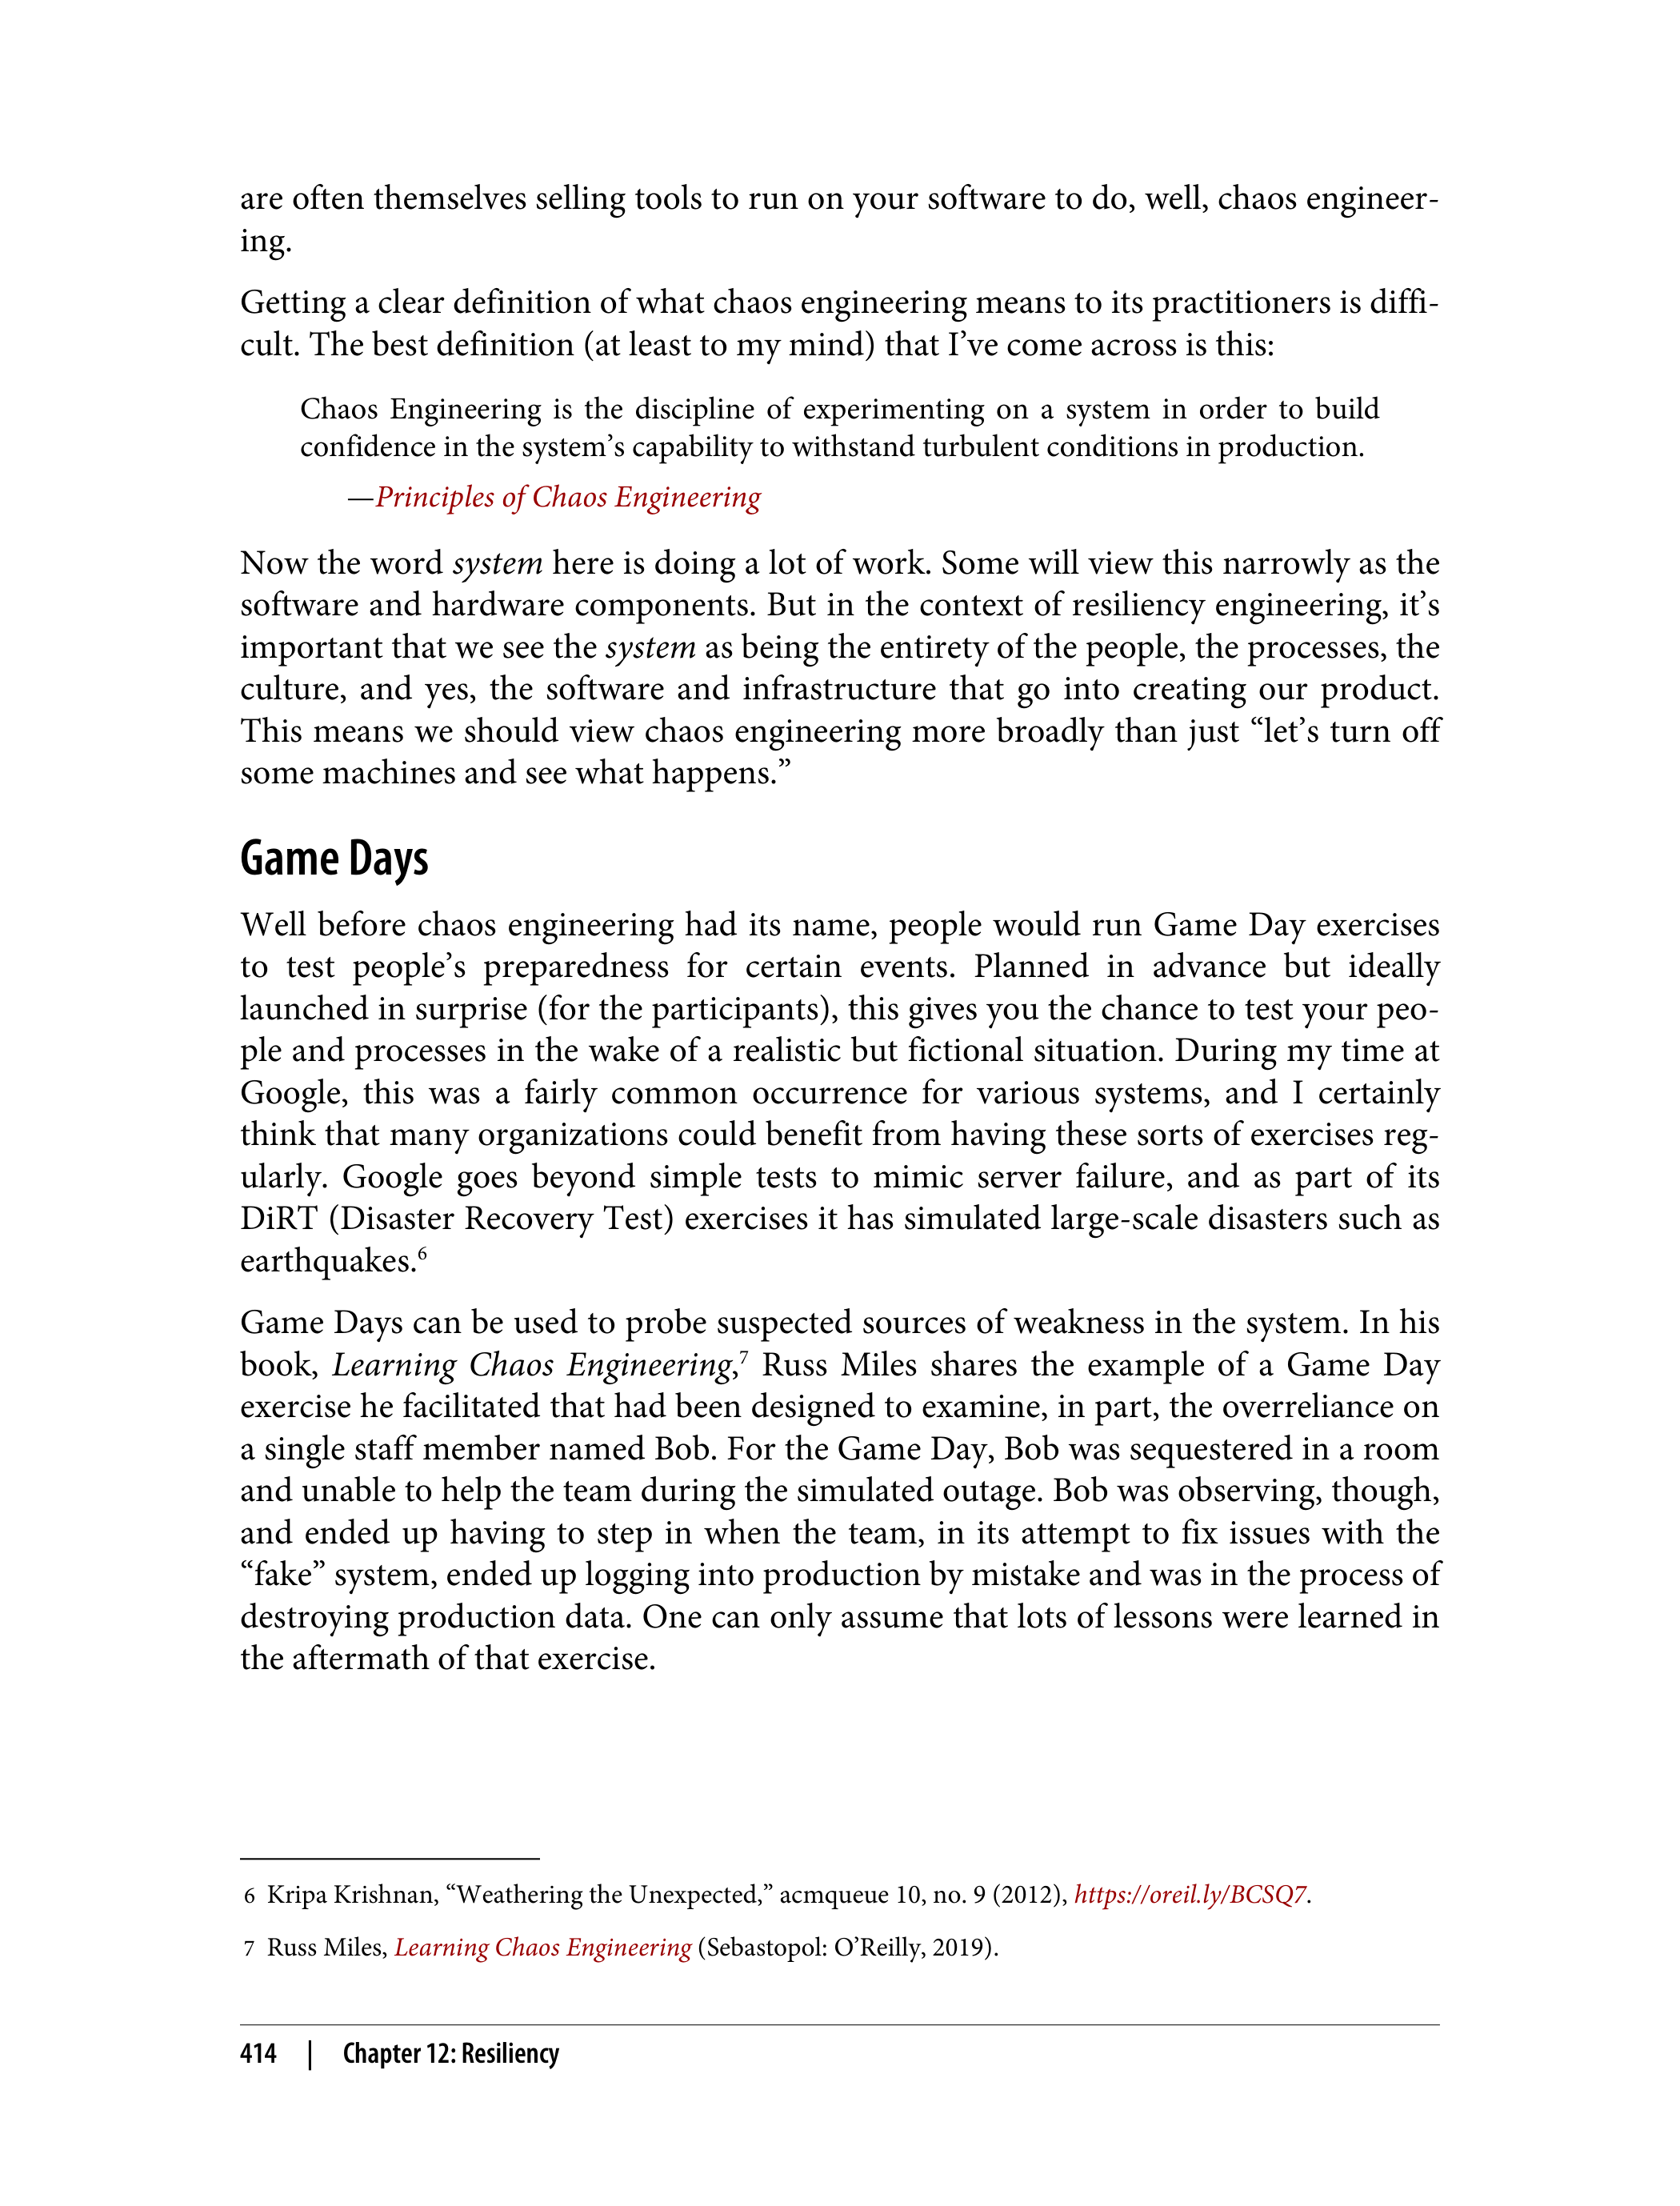 are often themselves selling tools to run on your software to do, well, chaos engineer-
ing.
Getting a clear definition of what chaos engineering means to its practitioners is diffi-
cult. The best definition (at least to my mind) that I’ve come across is this:
Chaos Engineering is the discipline of experimenting on a system in order to build
confidence in the system’s capability to withstand turbulent conditions in production.
—Principles of Chaos Engineering
Now the word system here is doing a lot of work. Some will view this narrowly as the
software and hardware components. But in the context of resiliency engineering, it’s
important that we see the system as being the entirety of the people, the processes, the
culture, and yes, the software and infrastructure that go into creating our product.
This means we should view chaos engineering more broadly than just “let’s turn off
some machines and see what happens.”
Game Days
Well before chaos engineering had its name, people would run Game Day exercises
to test people’s preparedness for certain events. Planned in advance but ideally
launched in surprise (for the participants), this gives you the chance to test your peo-
ple and processes in the wake of a realistic but fictional situation. During my time at
Google, this was a fairly common occurrence for various systems, and I certainly
think that many organizations could benefit from having these sorts of exercises reg-
ularly. Google goes beyond simple tests to mimic server failure, and as part of its
DiRT (Disaster Recovery Test) exercises it has simulated large-scale disasters such as
earthquakes.6
Game Days can be used to probe suspected sources of weakness in the system. In his
book, Learning Chaos Engineering,7 Russ Miles shares the example of a Game Day
exercise he facilitated that had been designed to examine, in part, the overreliance on
a single staff member named Bob. For the Game Day, Bob was sequestered in a room
and unable to help the team during the simulated outage. Bob was observing, though,
and ended up having to step in when the team, in its attempt to fix issues with the
“fake” system, ended up logging into production by mistake and was in the process of
destroying production data. One can only assume that lots of lessons were learned in
the aftermath of that exercise.
6 Kripa Krishnan, “Weathering the Unexpected,” acmqueue 10, no. 9 (2012), https://oreil.ly/BCSQ7.
7 Russ Miles, Learning Chaos Engineering (Sebastopol: O’Reilly, 2019).
414 | Chapter 12: Resiliency